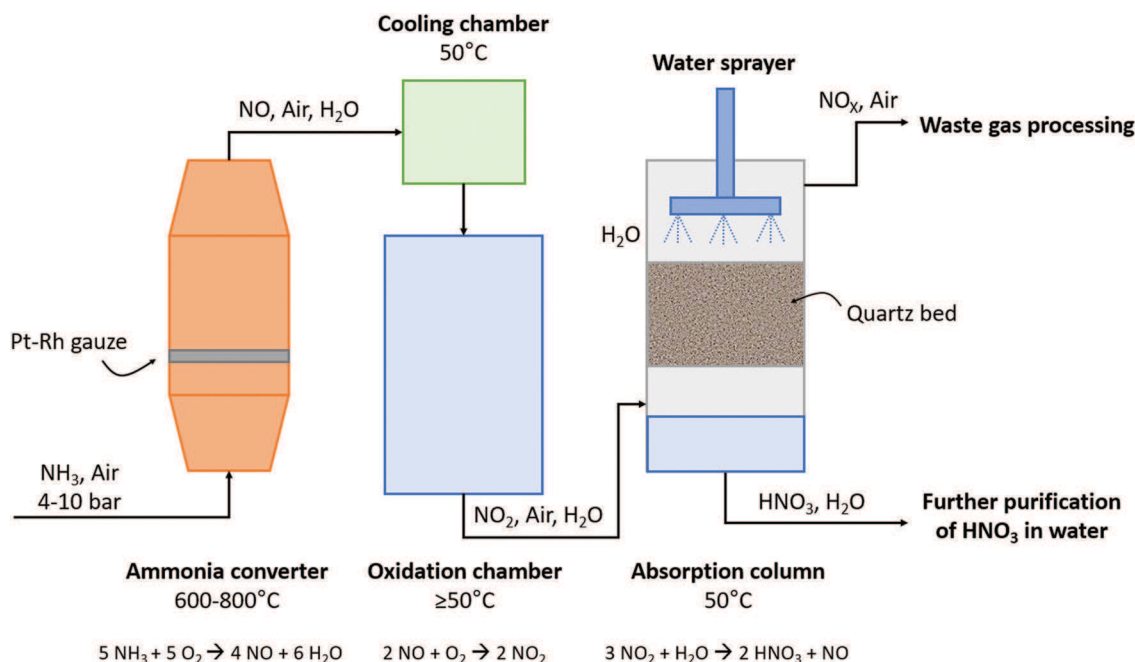 Cooling chamber
50°C
Water sprayer
NO, Air, H₂O
NOₓ, Air
Waste gas processing
H₂O
Quartz bed
Pt-Rh gauze
NH₃, Air
4-10 bar
NO₂, Air, H₂O
HNO₃, H₂O
Further purification
of HNO₃ in water
Ammonia converter
600-800°C
Oxidation chamber
≥50°C
Absorption column
50°C
5 NH₃ + 5 O₂ → 4 NO + 6 H₂O
2 NO + O₂ → 2 NO₂
3 NO₂ + H₂O → 2 HNO₃ + NO